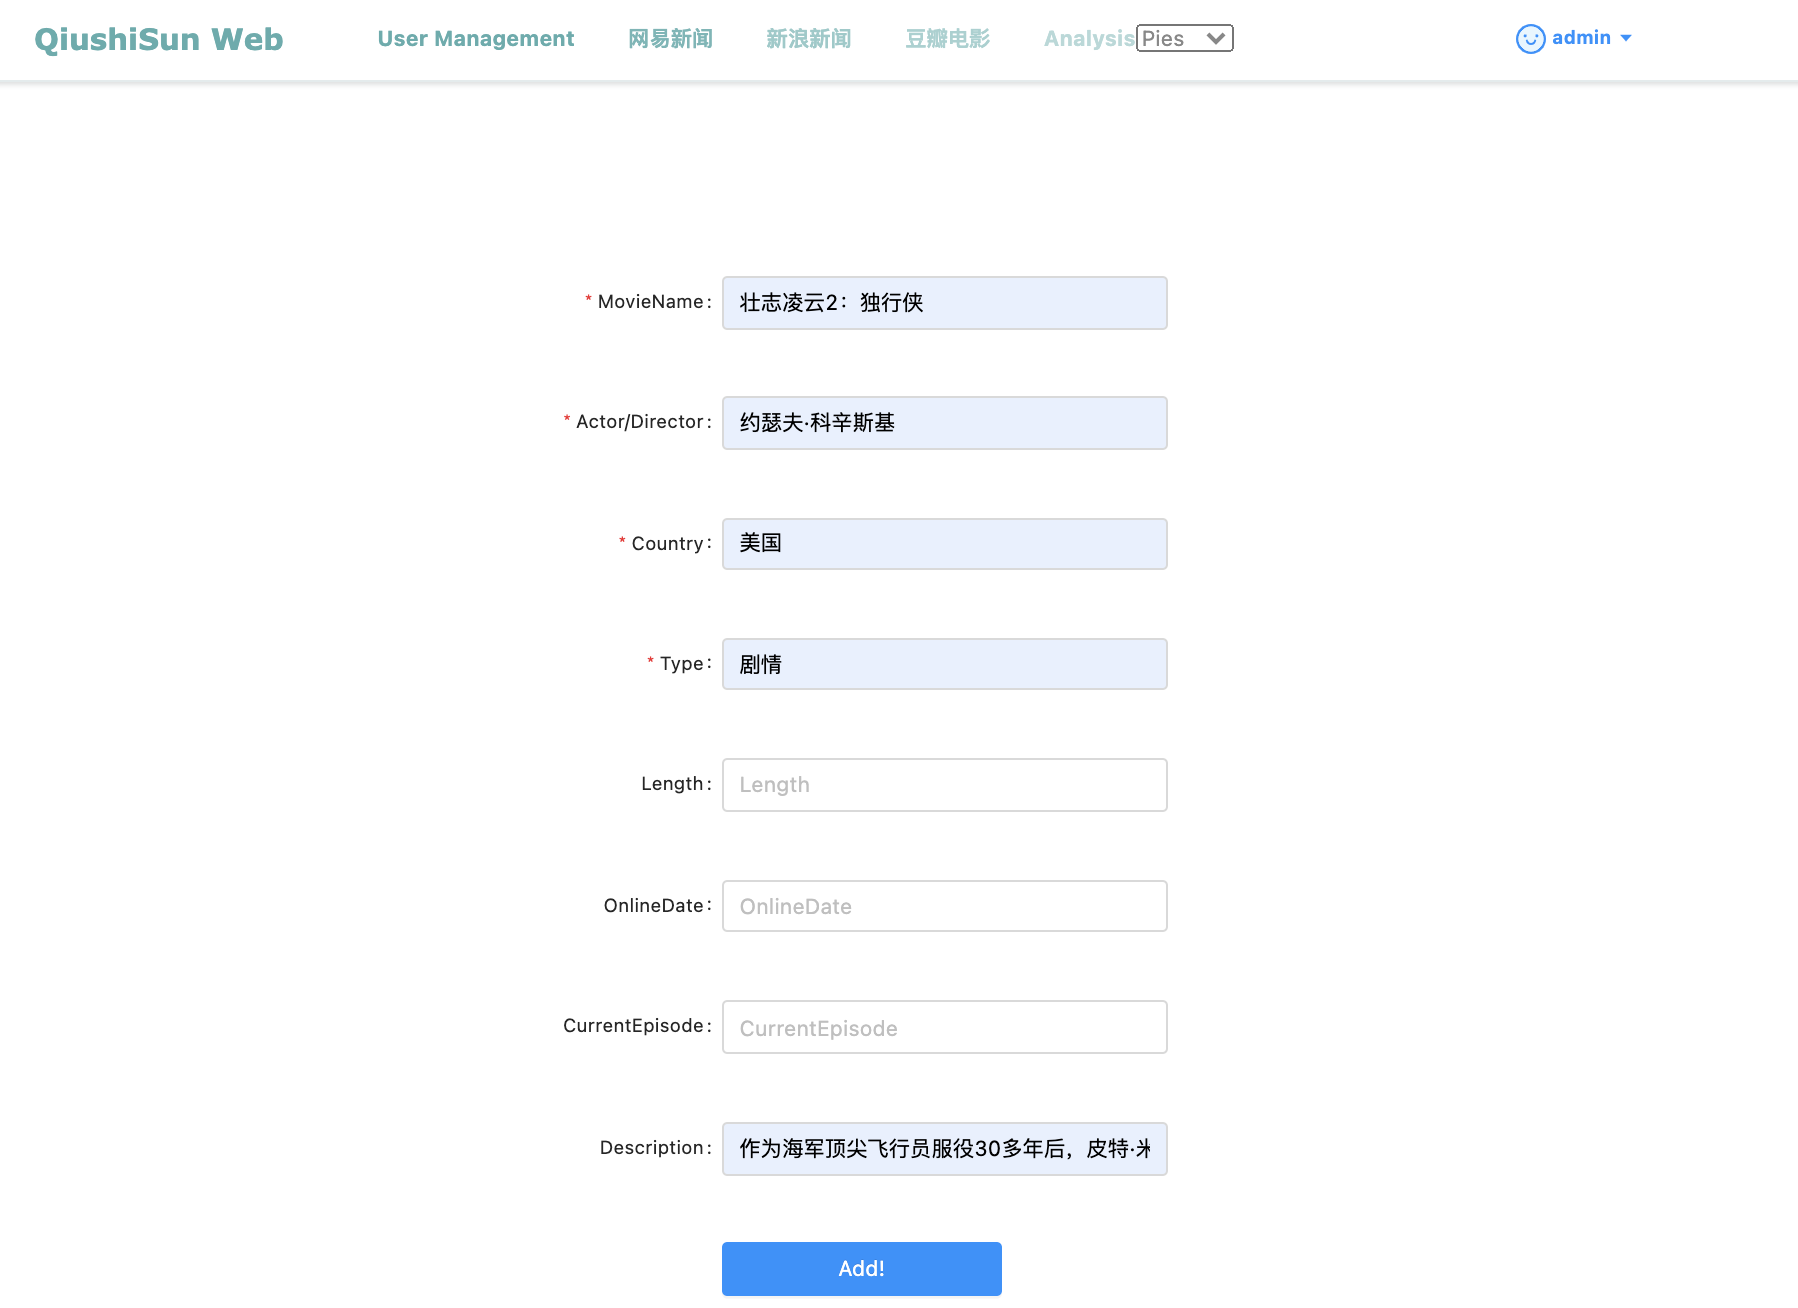 QiushiSun Web User Management 网易新闻 新浪新闻 豆瓣电影 Analysis Pies admin
* MovieName: 壮志凌云2：独行侠
* Actor/Director: 约瑟夫·科辛斯基
* Country: 美国
* Type: 剧情
Length: Length
OnlineDate: OnlineDate
CurrentEpisode: CurrentEpisode
Description: 作为海军顶尖飞行员服役30多年后，皮特·米
Add!